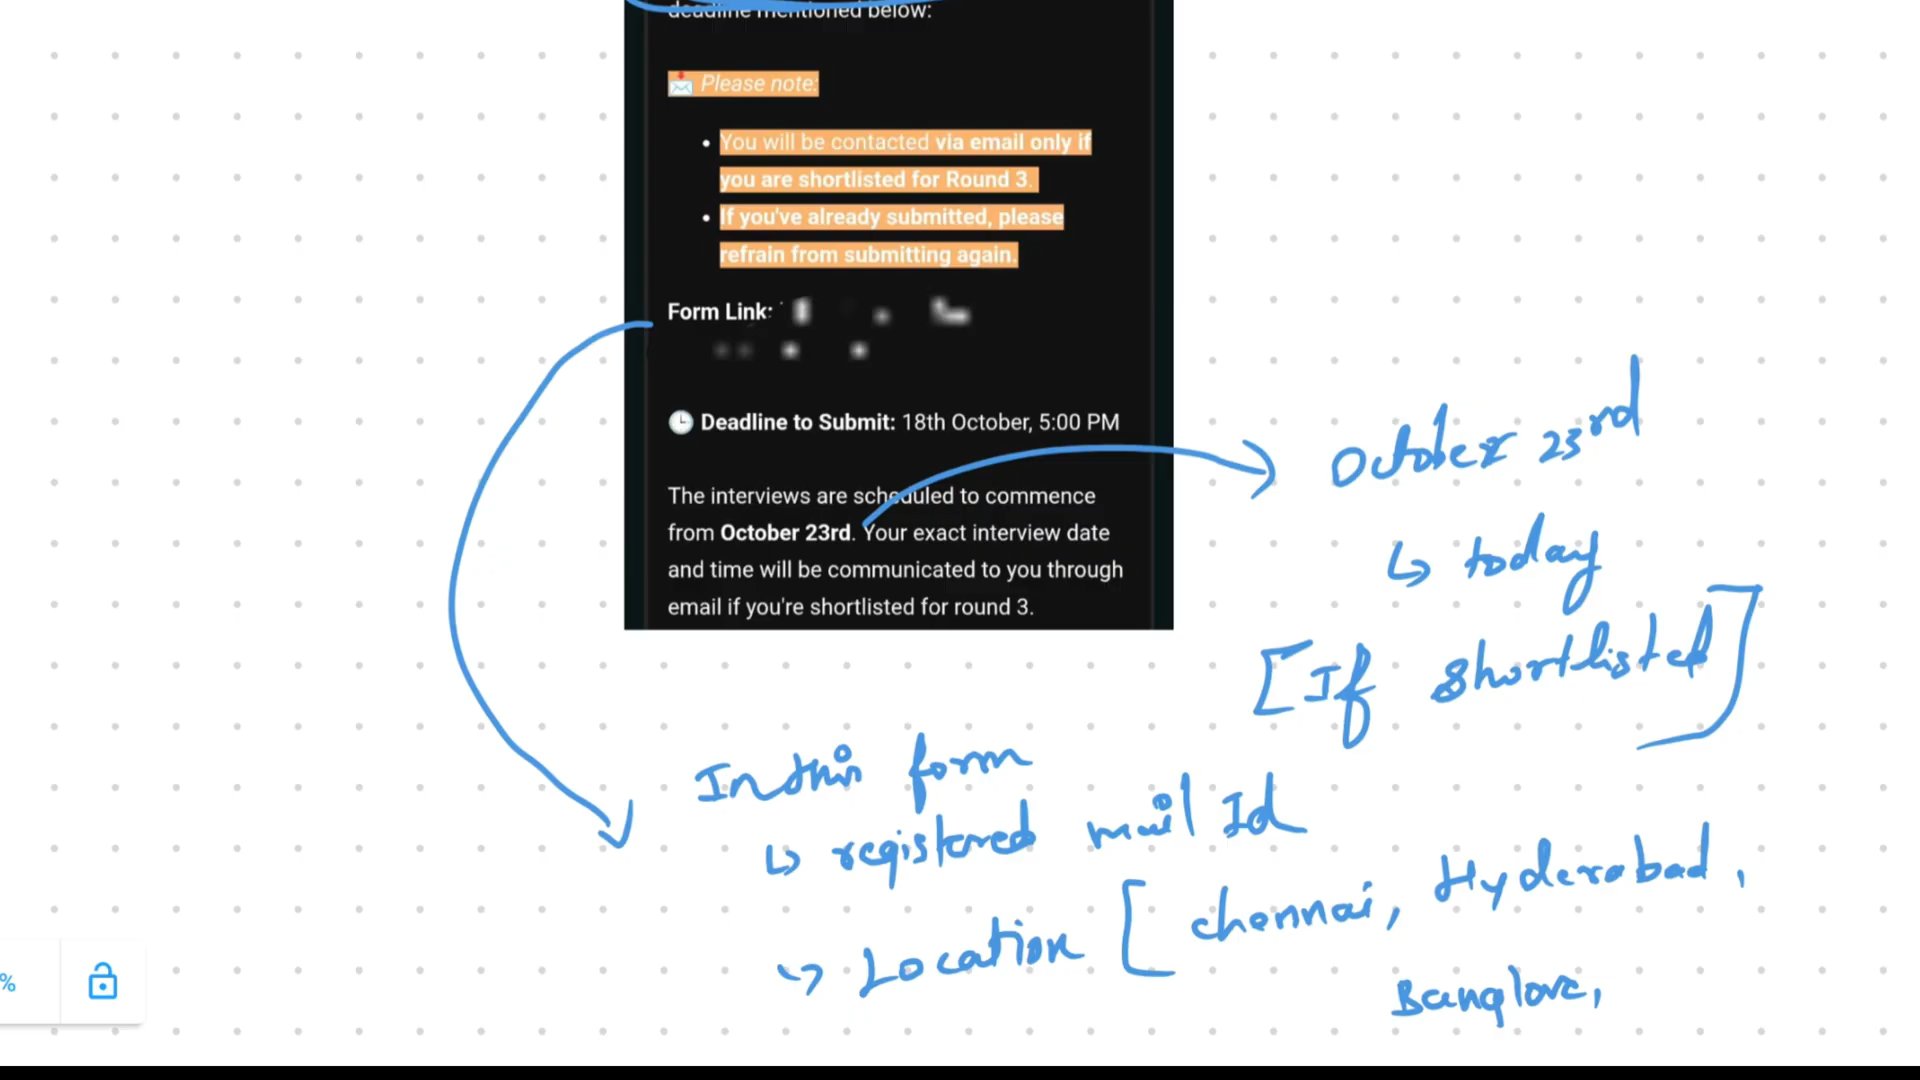 deadline mentioned below:
📩 Please note:
• You will be contacted via email only if
you are shortlisted for Round 3.
• If you've already submitted, please
refrain from submitting again.
Form Link:
🕒 Deadline to Submit: 18th October, 5:00 PM
The interviews are scheduled to commence
from October 23rd. Your exact interview date
and time will be communicated to you through
email if you're shortlisted for round 3.
October 23rd
↳ today
[If shortlisted]
In this form
↳ registered mail Id
↳ Location [chennai, Hyderabad,
Banglore,
%